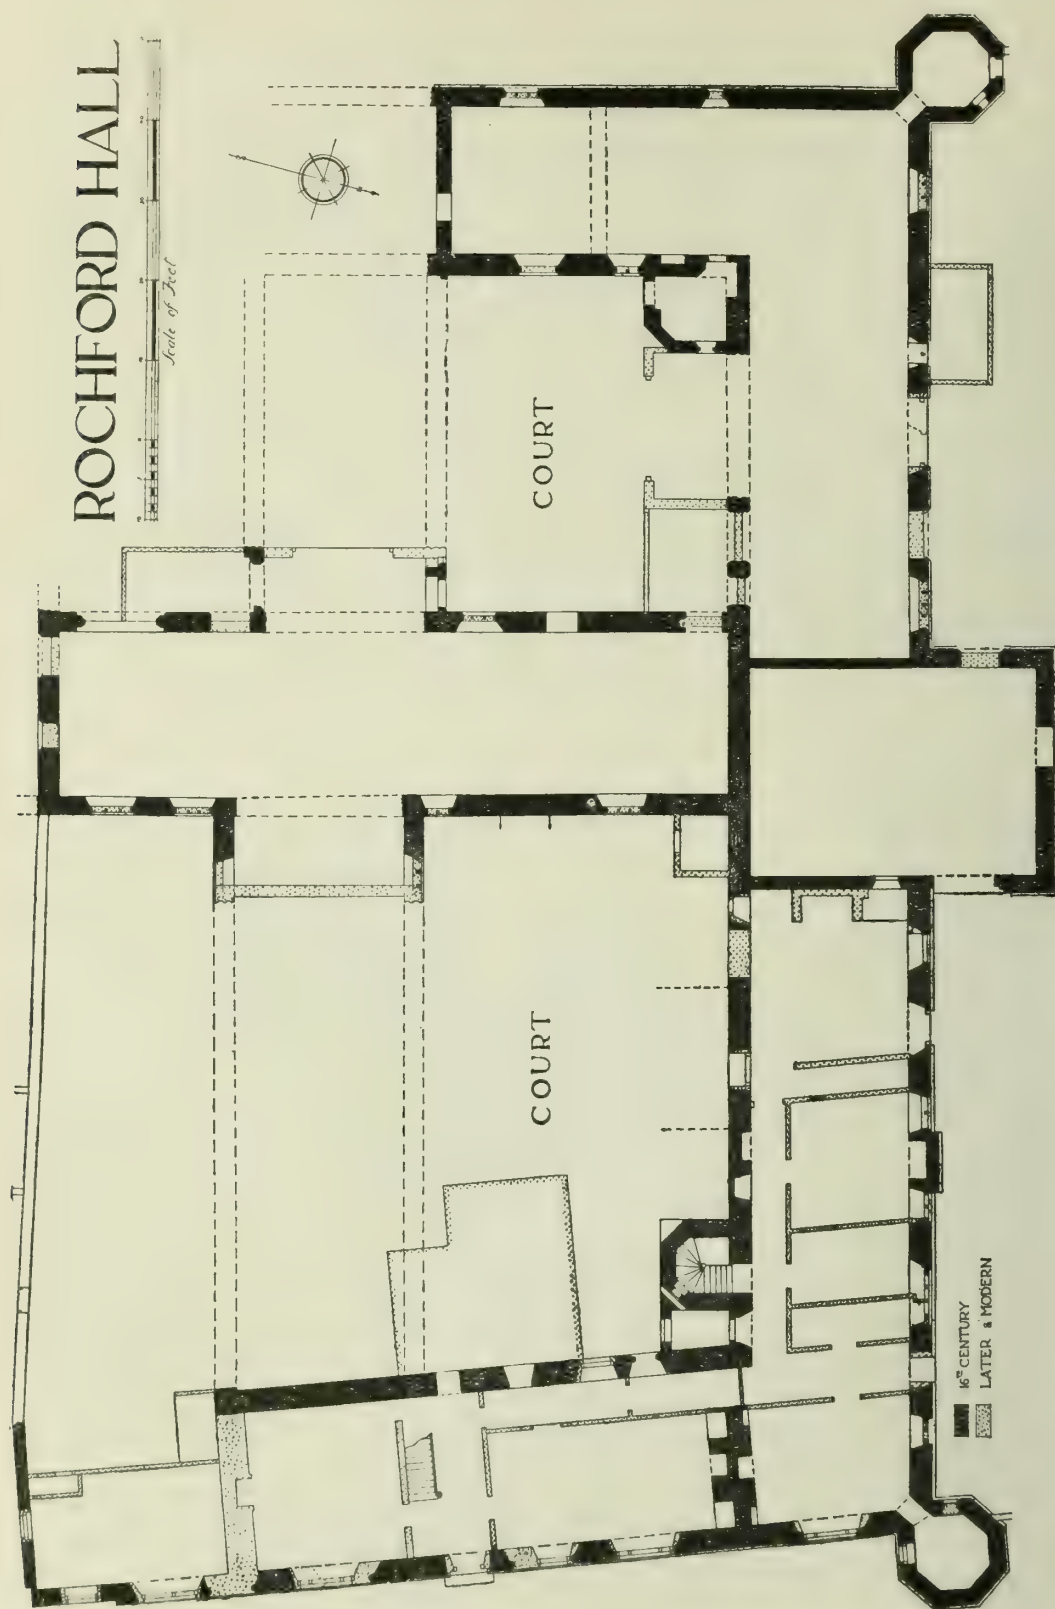 ROCHFORD HALL
Scale of Feet
COURT
COURT
16TH CENTURY
LATER & MODERN